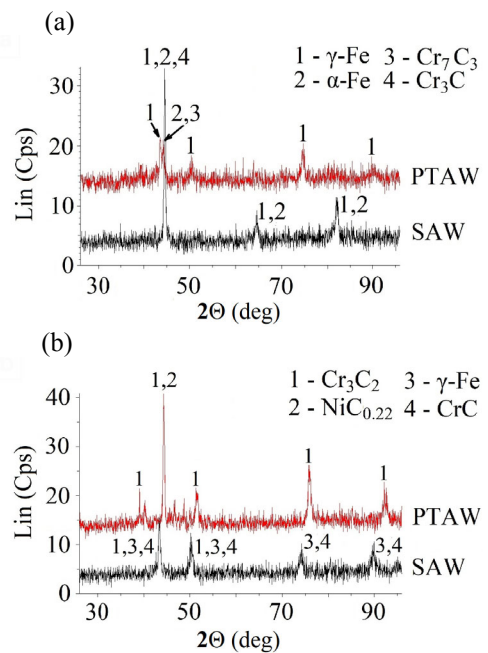 (a)
1,2,4
1 - γ-Fe 3 - Cr₇C₃
2 - α-Fe 4 - Cr₃C
30
1
2,3
1
1
1
20
PTAW
Lin (Cps)
10
1,2
1,2
SAW
0
30 50 70 90
2Θ (deg)
(b)
1,2
1 - Cr₃C₂ 3 - γ-Fe
2 - NiC₀.₂₂ 4 - CrC
40
30
1
1
1
1
20
PTAW
Lin (Cps)
10
1,3,4
1,3,4
3,4
3,4
SAW
0
30 50 70 90
2Θ (deg)